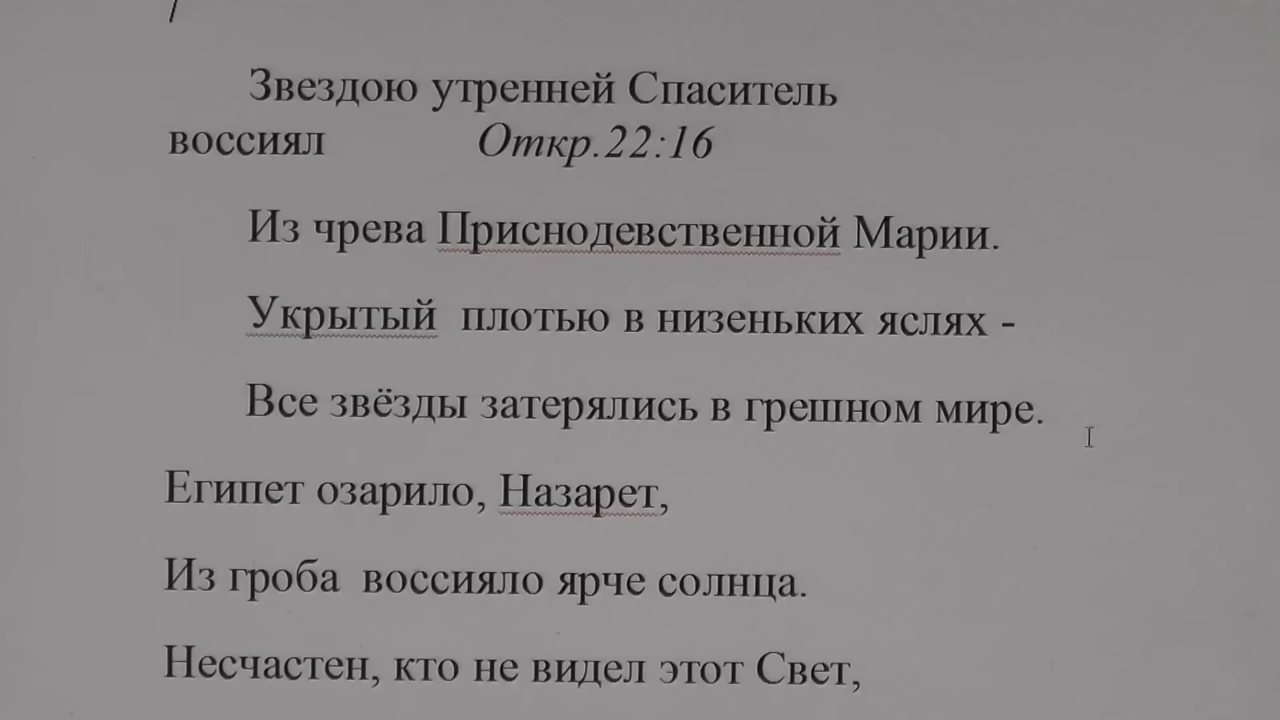 Звездою утренней Спаситель
воссиял Откр.22:16
Из чрева Приснодевственной Марии.
Укрытый плотью в низеньких яслях -
Все звёзды затерялись в грешном мире.
Египет озарило, Назарет,
Из гроба воссияло ярче солнца.
Несчастен, кто не видел этот Свет,